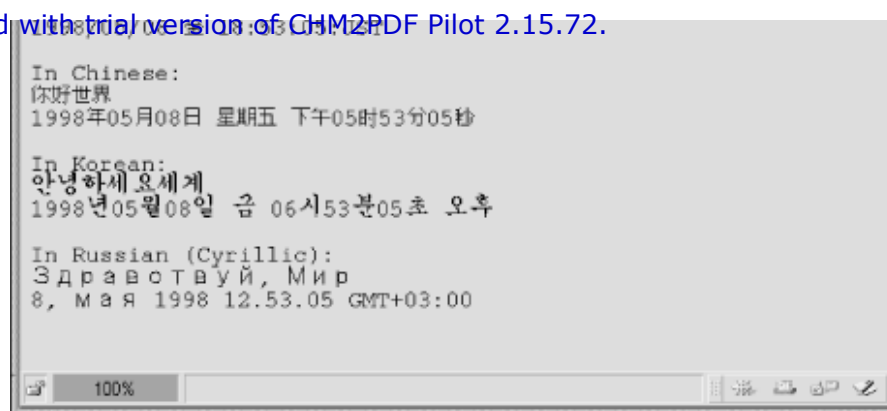 d with trial version of CHM2PDF Pilot 2.15.72.
In Chinese:
你好世界
1998年05月08日 星期五 下午05时53分05秒
In Korean:
안녕하세요세계
1998년05월08일 금 06시53분05초 오후
In Russian (Cyrillic):
Здравотвуй, Мир
8, мая 1998 12.53.05 GMT+03:00
100%